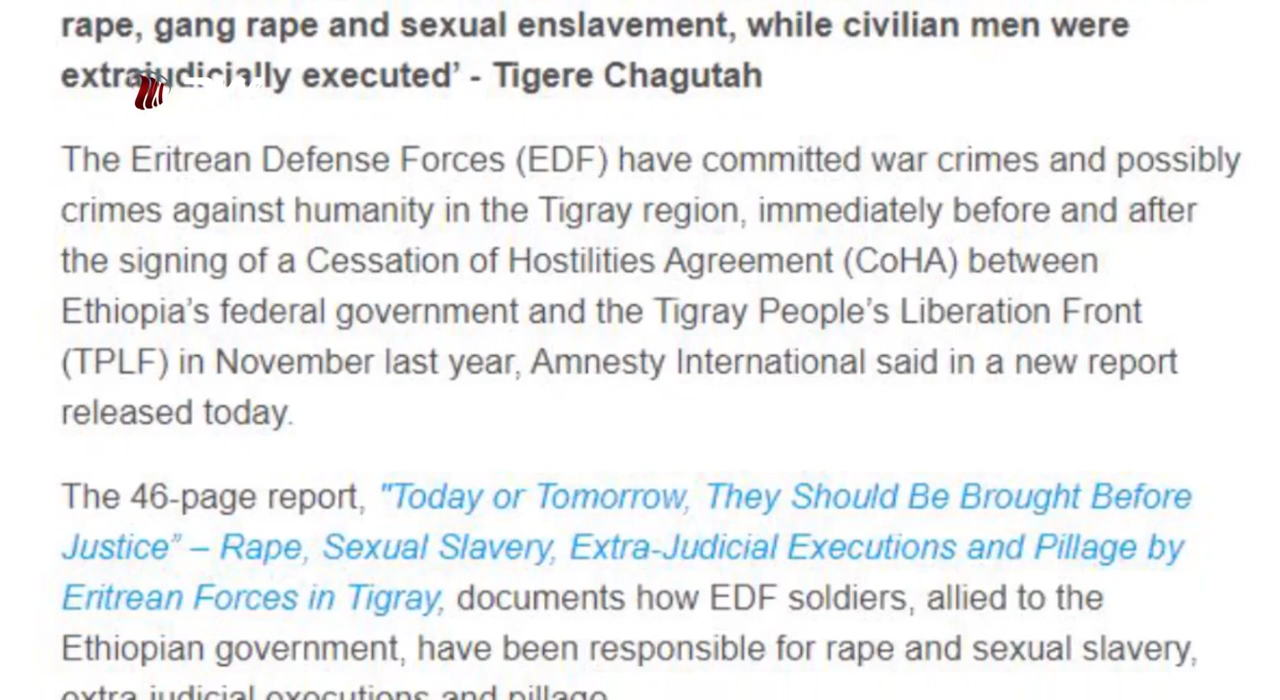 rape, gang rape and sexual enslavement, while civilian men were
extrajudicially executed’ - Tigere Chagutah
The Eritrean Defense Forces (EDF) have committed war crimes and possibly
crimes against humanity in the Tigray region, immediately before and after
the signing of a Cessation of Hostilities Agreement (CoHA) between
Ethiopia’s federal government and the Tigray People’s Liberation Front
(TPLF) in November last year, Amnesty International said in a new report
released today.
The 46-page report, "Today or Tomorrow, They Should Be Brought Before
Justice” – Rape, Sexual Slavery, Extra-Judicial Executions and Pillage by
Eritrean Forces in Tigray, documents how EDF soldiers, allied to the
Ethiopian government, have been responsible for rape and sexual slavery,
extra judicial executions and pillage